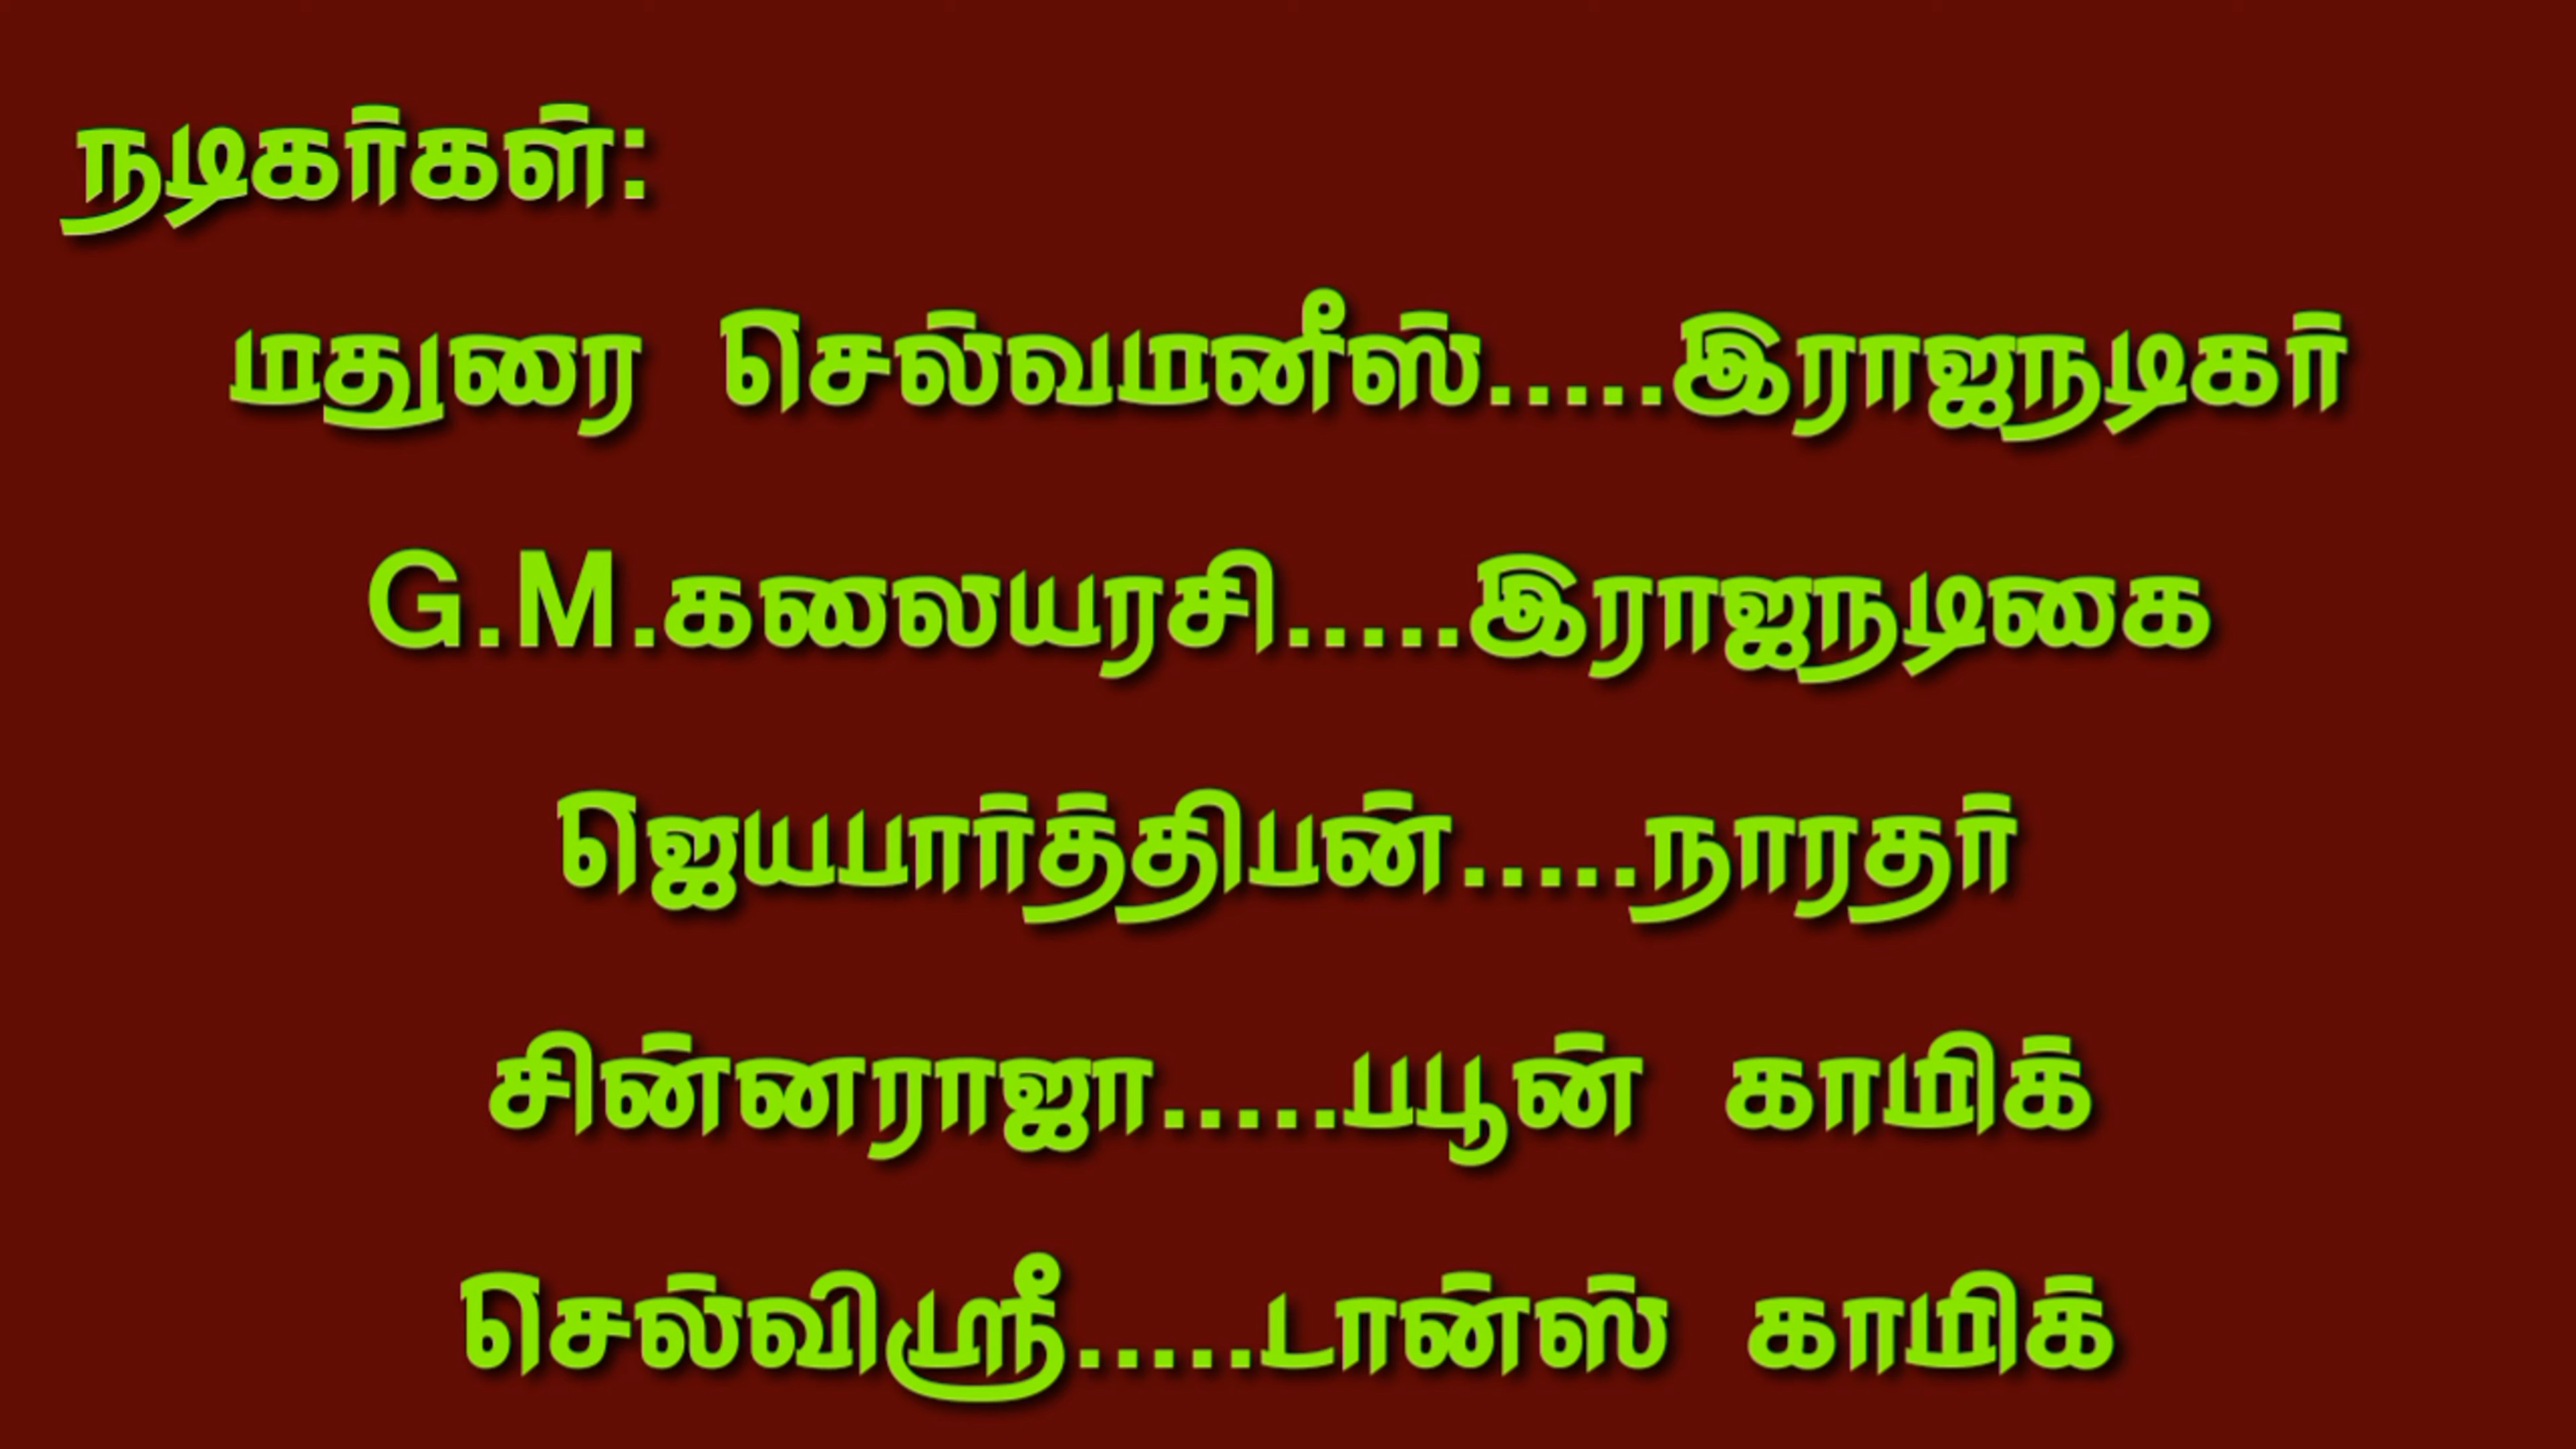 நடிகர்கள்:
மதுரை செல்வமனீஸ்.....இராஜநடிகர்
G.M.கலையரசி.....இராஜநடிகை
ஜெயபார்த்திபன்.....நாரதர்
சின்னராஜா.....பபூன் காமிக்
செல்விஸ்ரீ.....டான்ஸ் காமிக்